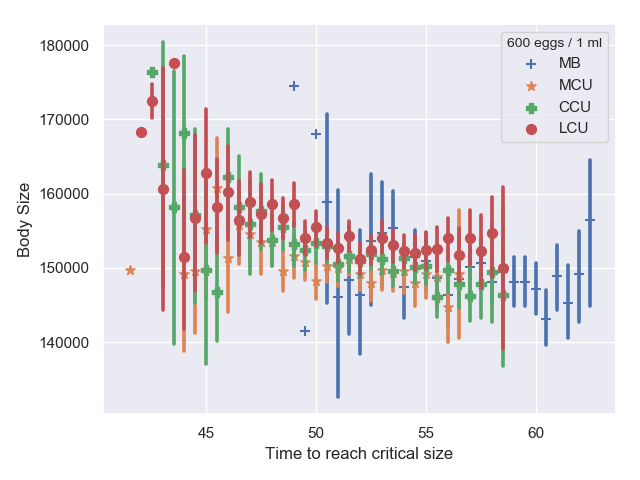 180000
170000
160000
150000
140000
Body Size
600 eggs / 1 ml
MB
MCU
CCU
LCU
45
50
55
60
Time to reach critical size